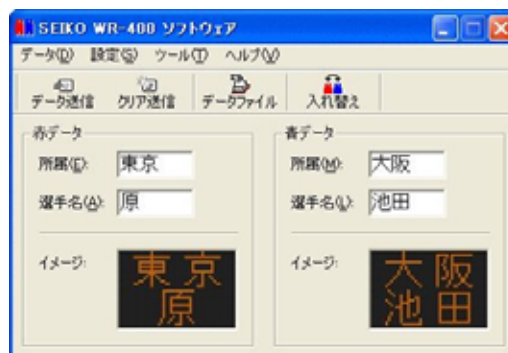 SEIKO WR-400 ソフトウェア
データ(D) 設定(S) ツール(T) ヘルプ(V)
データ送信 クリア送信 データファイル 入れ替え
赤データ
所属(E): 東京
選手名(A): 原
イメージ:
東京
原
青データ
所属(M): 大阪
選手名(L): 池田
イメージ:
大阪
池田